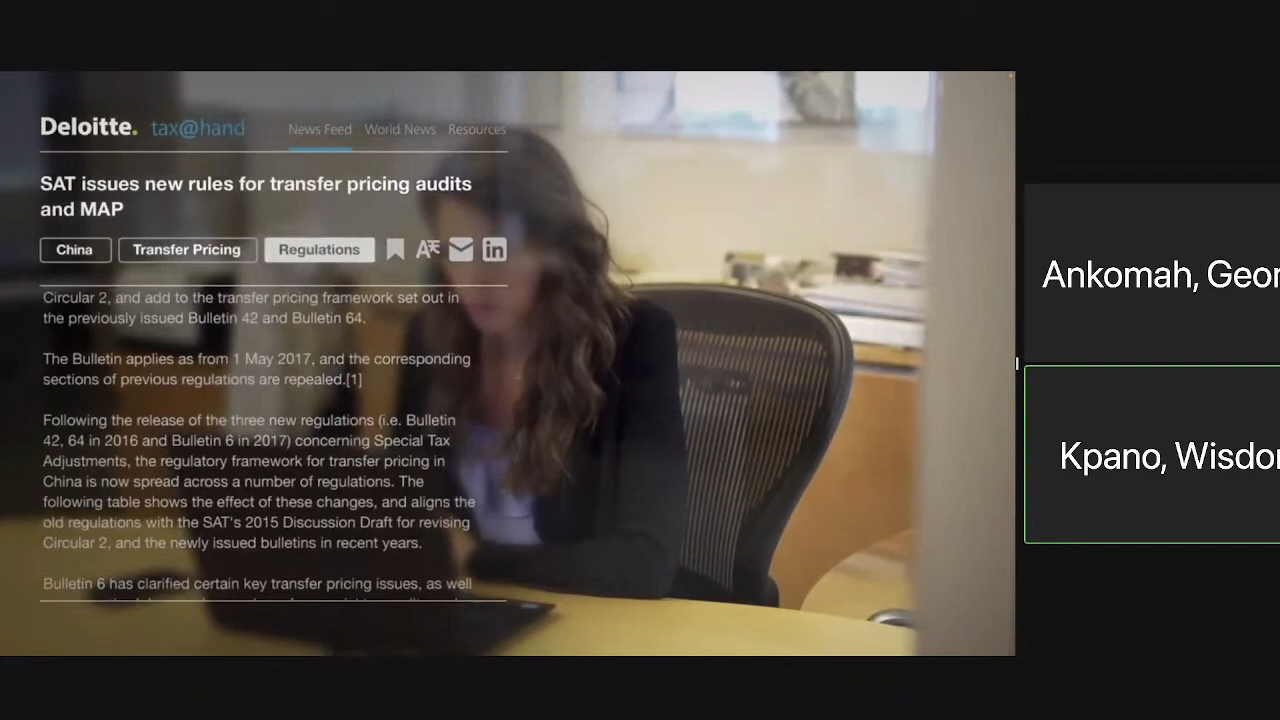 Deloitte. tax@hand
News Feed World News Resources
SAT issues new rules for transfer pricing audits
and MAP
China Transfer Pricing Regulations
Circular 2, and add to the transfer pricing framework set out in
the previously issued Bulletin 42 and Bulletin 64.
The Bulletin applies as from 1 May 2017, and the corresponding
sections of previous regulations are repealed.[1]
Following the release of the three new regulations (i.e. Bulletin
42, 64 in 2016 and Bulletin 6 in 2017) concerning Special Tax
Adjustments, the regulatory framework for transfer pricing in
China is now spread across a number of regulations. The
following table shows the effect of these changes, and aligns the
old regulations with the SAT's 2015 Discussion Draft for revising
Circular 2, and the newly issued bulletins in recent years.
Bulletin 6 has clarified certain key transfer pricing issues, as well
Ankomah, Geor
Kpano, Wisdo